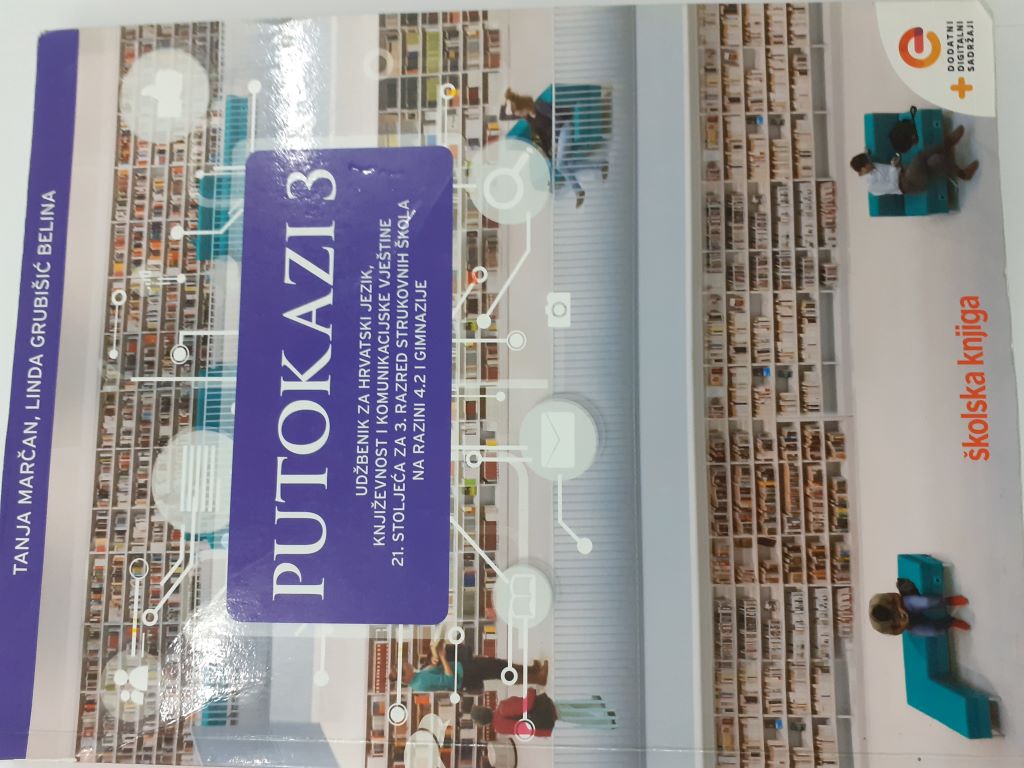 TANJA MARČAN, LINDA GRUBIŠIĆ BELINA
PUTOKAZI 3
UDŽBENIK ZA HRVATSKI JEZIK,
KNJIŽEVNOST I KOMUNIKACIJSKE VJEŠTINE
21. STOLJEĆA ZA 3. RAZRED STRUKOVNIH ŠKOLA
NA RAZINI 4.2 I GIMNAZIJE
+ DODATNI
DIGITALNI
SADRŽAJI
školska knjiga